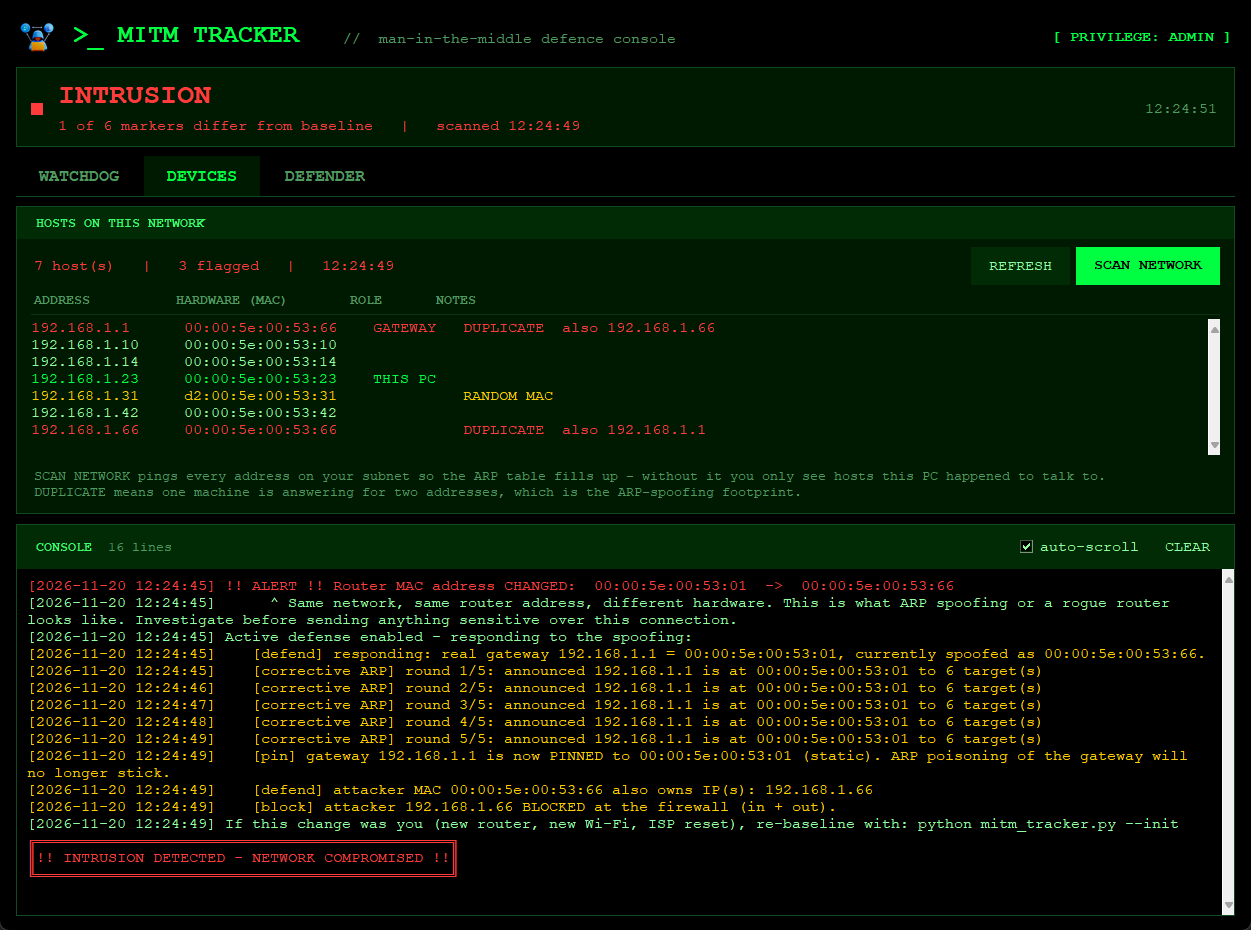 >_ MITM TRACKER // man-in-the-middle defence console [ PRIVILEGE: ADMIN ]
INTRUSION
1 of 6 markers differ from baseline | scanned 12:24:49
12:24:51
WATCHDOG DEVICES DEFENDER
HOSTS ON THIS NETWORK
7 host(s) | 3 flagged | 12:24:49 REFRESH SCAN NETWORK
ADDRESS HARDWARE (MAC) ROLE NOTES
192.168.1.1 00:00:5e:00:53:66 GATEWAY DUPLICATE also 192.168.1.66
192.168.1.10 00:00:5e:00:53:10
192.168.1.14 00:00:5e:00:53:14
192.168.1.23 00:00:5e:00:53:23 THIS PC
192.168.1.31 d2:00:5e:00:53:31 RANDOM MAC
192.168.1.42 00:00:5e:00:53:42
192.168.1.66 00:00:5e:00:53:66 DUPLICATE also 192.168.1.1
SCAN NETWORK pings every address on your subnet so the ARP table fills up - without it you only see hosts this PC happened to talk to.
DUPLICATE means one machine is answering for two addresses, which is the ARP-spoofing footprint.
CONSOLE 16 lines auto-scroll CLEAR
[2026-11-20 12:24:45] !! ALERT !! Router MAC address CHANGED: 00:00:5e:00:53:01 -> 00:00:5e:00:53:66
[2026-11-20 12:24:45] ^ Same network, same router address, different hardware. This is what ARP spoofing or a rogue router
looks like. Investigate before sending anything sensitive over this connection.
[2026-11-20 12:24:45] Active defense enabled - responding to the spoofing:
[2026-11-20 12:24:45] [defend] responding: real gateway 192.168.1.1 = 00:00:5e:00:53:01, currently spoofed as 00:00:5e:00:53:66.
[2026-11-20 12:24:45] [corrective ARP] round 1/5: announced 192.168.1.1 is at 00:00:5e:00:53:01 to 6 target(s)
[2026-11-20 12:24:46] [corrective ARP] round 2/5: announced 192.168.1.1 is at 00:00:5e:00:53:01 to 6 target(s)
[2026-11-20 12:24:47] [corrective ARP] round 3/5: announced 192.168.1.1 is at 00:00:5e:00:53:01 to 6 target(s)
[2026-11-20 12:24:48] [corrective ARP] round 4/5: announced 192.168.1.1 is at 00:00:5e:00:53:01 to 6 target(s)
[2026-11-20 12:24:49] [corrective ARP] round 5/5: announced 192.168.1.1 is at 00:00:5e:00:53:01 to 6 target(s)
[2026-11-20 12:24:49] [pin] gateway 192.168.1.1 is now PINNED to 00:00:5e:00:53:01 (static). ARP poisoning of the gateway will
no longer stick.
[2026-11-20 12:24:49] [defend] attacker MAC 00:00:5e:00:53:66 also owns IP(s): 192.168.1.66
[2026-11-20 12:24:49] [block] attacker 192.168.1.66 BLOCKED at the firewall (in + out).
[2026-11-20 12:24:49] If this change was you (new router, new Wi-Fi, ISP reset), re-baseline with: python mitm_tracker.py --init
!! INTRUSION DETECTED - NETWORK COMPROMISED !!